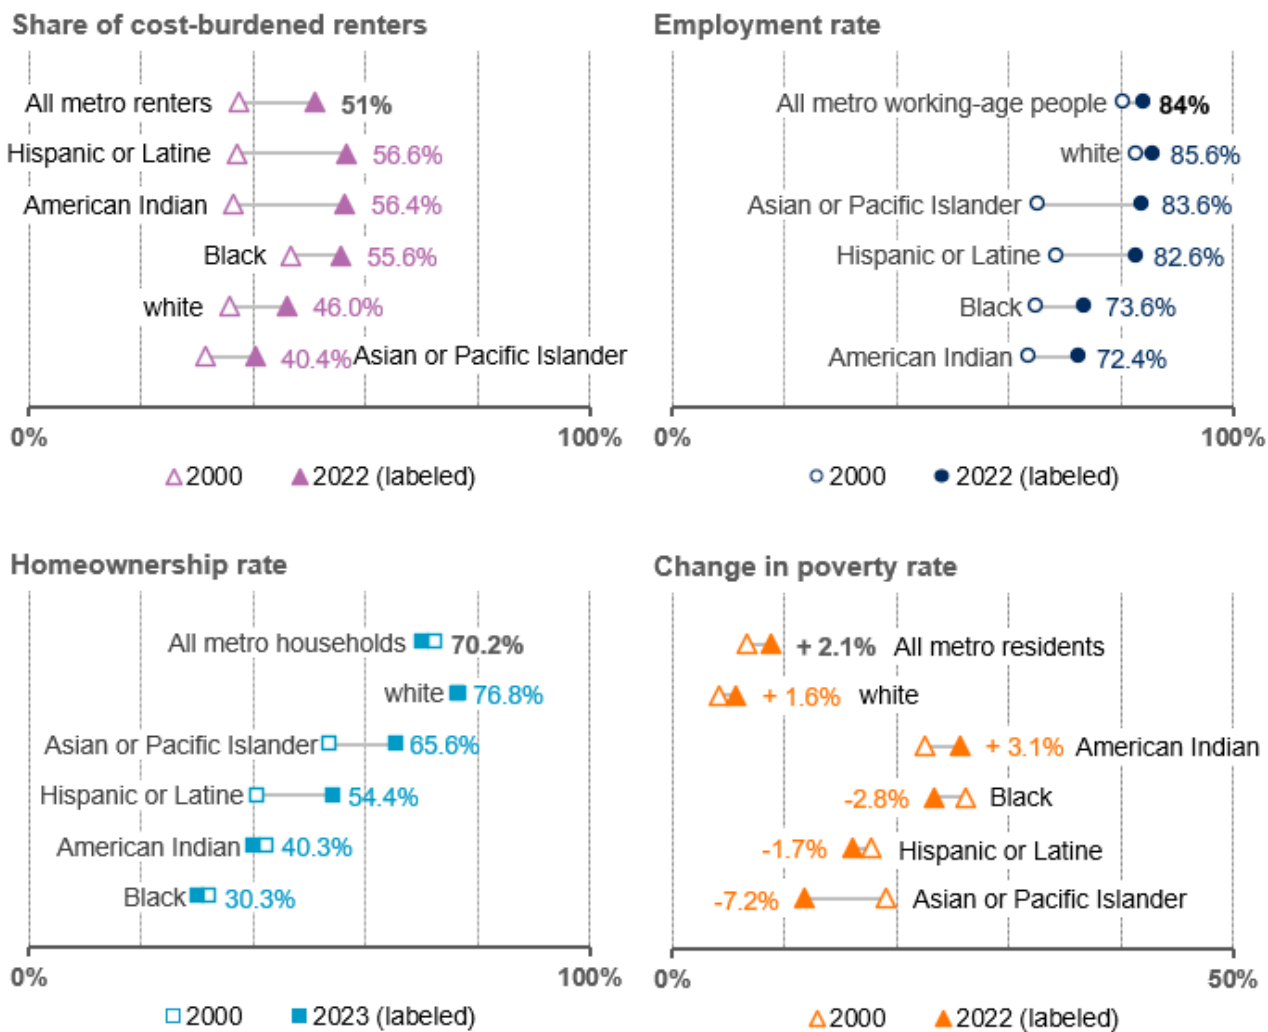 Share of cost-burdened renters
All metro renters 51%
Hispanic or Latine 56.6%
American Indian 56.4%
Black 55.6%
white 46.0%
40.4% Asian or Pacific Islander
0% 100%
2000 2022 (labeled)
Employment rate
All metro working-age people 84%
white 85.6%
Asian or Pacific Islander 83.6%
Hispanic or Latine 82.6%
Black 73.6%
American Indian 72.4%
0% 100%
2000 2022 (labeled)
Homeownership rate
All metro households 70.2%
white 76.8%
Asian or Pacific Islander 65.6%
Hispanic or Latine 54.4%
American Indian 40.3%
Black 30.3%
0% 100%
2000 2023 (labeled)
Change in poverty rate
+ 2.1% All metro residents
+ 1.6% white
+ 3.1% American Indian
-2.8% Black
-1.7% Hispanic or Latine
-7.2% Asian or Pacific Islander
0% 50%
2000 2022 (labeled)